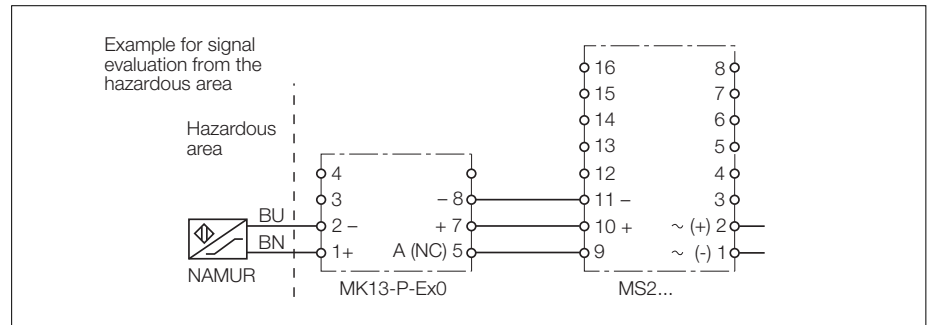 Example for signal
evaluation from the
hazardous area
Hazardous
area
16 8
15 7
14 6
13 5
4 12 4
3 – 8 11 – 3
BU 2 – + 7 10 + ~ (+) 2
BN 1+ A (NC) 5 9 ~ (-) 1
NAMUR
MK13-P-Ex0 MS2...